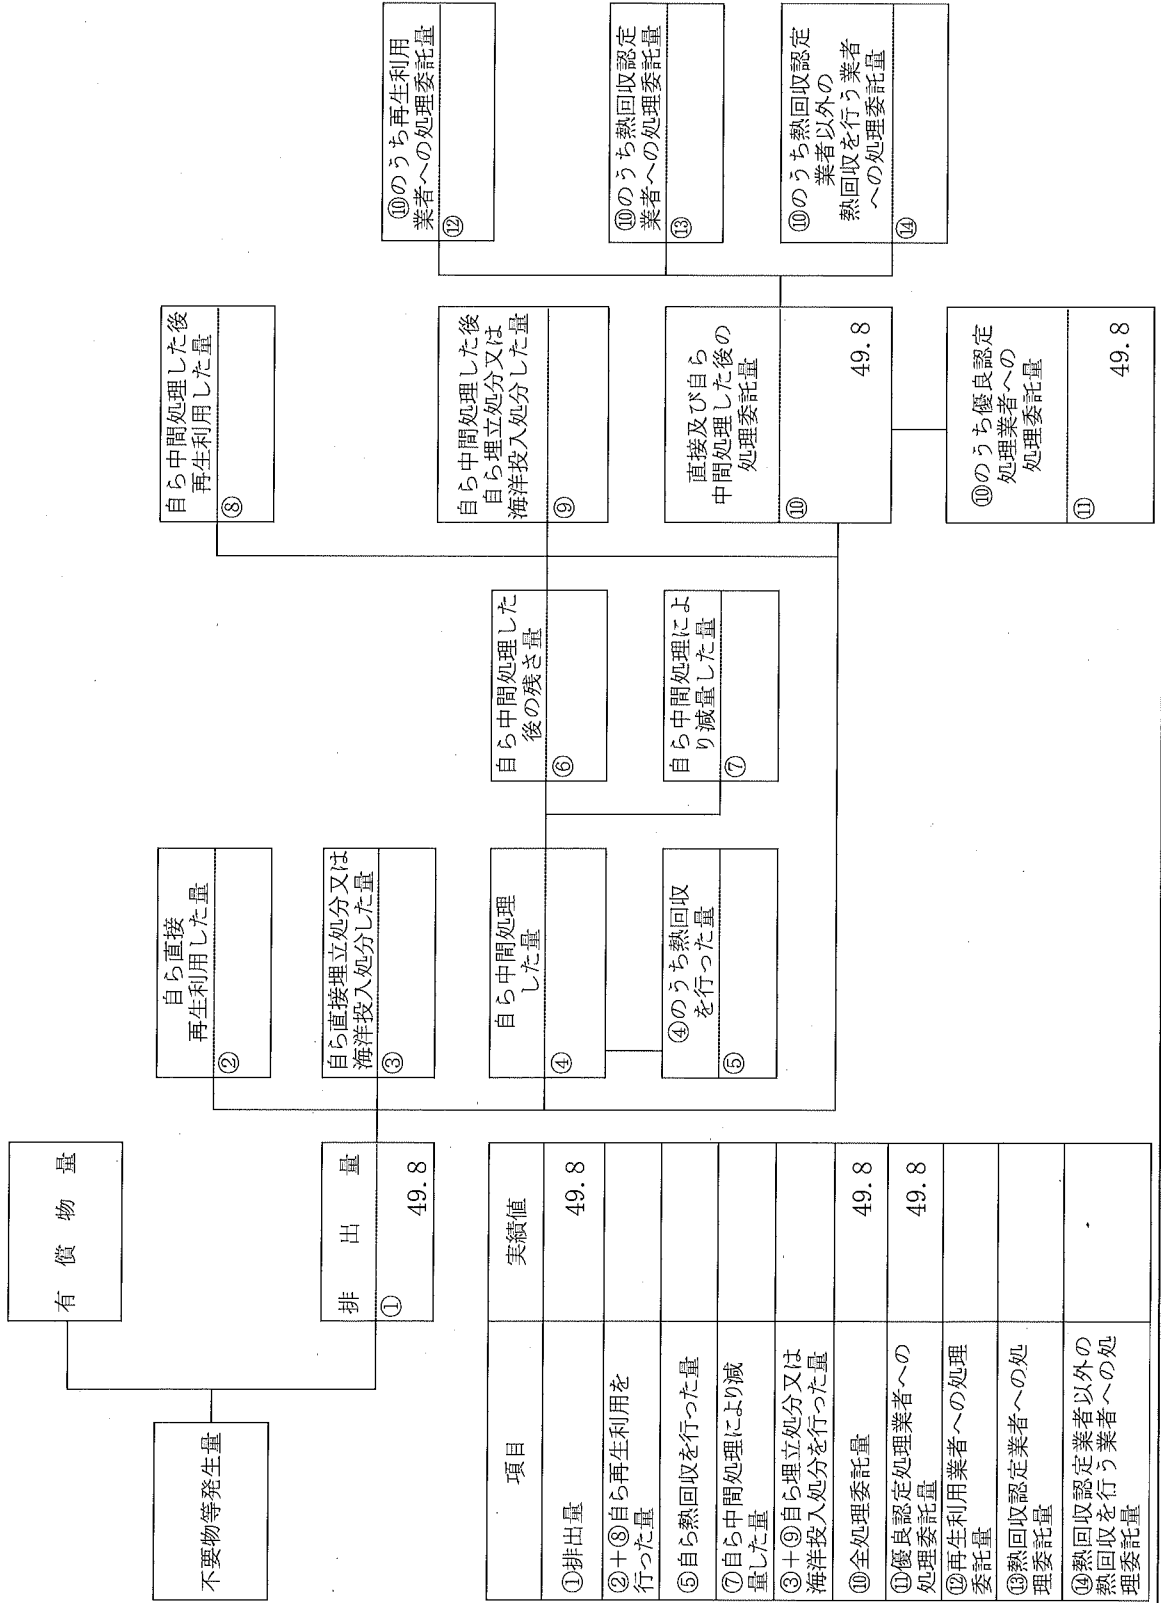 不要物等発生量
有償物量
排出量
①
49.8
自ら直接
再生利用した量
②
自ら直接埋立処分又は
海洋投入処分した量
③
自ら中間処理
した量
④
④のうち熱回収
を行った量
⑤
自ら中間処理した
後の残さ量
⑥
自ら中間処理によ
り減量した量
⑦
自ら中間処理した後
再生利用した量
⑧
自ら中間処理した後
自ら埋立処分又は
海洋投入処分した量
⑨
直接及び自ら
中間処理した後の
処理委託量
⑩
49.8
⑩のうち優良認定
処理業者への
処理委託量
⑪
49.8
⑩のうち再生利用
業者への処理委託量
⑫
⑩のうち熱回収認定
業者への処理委託量
⑬
⑩のうち熱回収認定
業者以外の
熱回収を行う業者
への処理委託量
⑭
項目 実績値
①排出量 49.8
②+⑧自ら再生利用を
行った量
⑤自ら熱回収を行った量
⑦自ら中間処理により減
量した量
③+⑨自ら埋立処分又は
海洋投入処分を行った量
⑩全処理委託量 49.8
⑪優良認定処理業者への
処理委託量 49.8
⑫再生利用業者への処理
委託量
⑬熱回収認定業者への処
理委託量
⑭熱回収認定業者以外の
熱回収を行う業者への処
理委託量